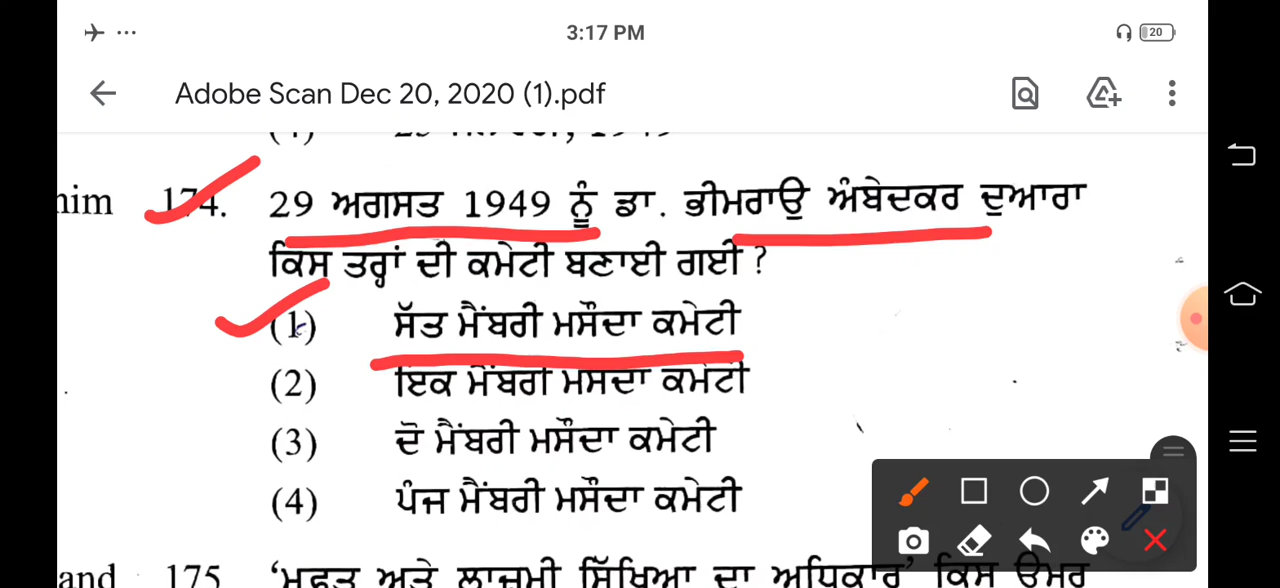 3:17 PM
20
Adobe Scan Dec 20, 2020 (1).pdf
174. 29 ਅਗਸਤ 1949 ਨੂੰ ਡਾ. ਭੀਮਰਾਉ ਅੰਬੇਦਕਰ ਦੁਆਰਾ
ਕਿਸ ਤਰ੍ਹਾਂ ਦੀ ਕਮੇਟੀ ਬਣਾਈ ਗਈ ?
(1) ਸੱਤ ਮੈਂਬਰੀ ਮਸੌਦਾ ਕਮੇਟੀ
(2) ਇਕ ਮੈਂਬਰੀ ਮਸੌਦਾ ਕਮੇਟੀ
(3) ਦੋ ਮੈਂਬਰੀ ਮਸੌਦਾ ਕਮੇਟੀ
(4) ਪੰਜ ਮੈਂਬਰੀ ਮਸੌਦਾ ਕਮੇਟੀ
and 175 'ਮੁਫਤ ਅਤੇ ਲਾਜ਼ਮੀ ਸਿੱਖਿਆ ਦਾ ਅਧਿਕਾਰ' ਕਿਸ ਉਮਰ